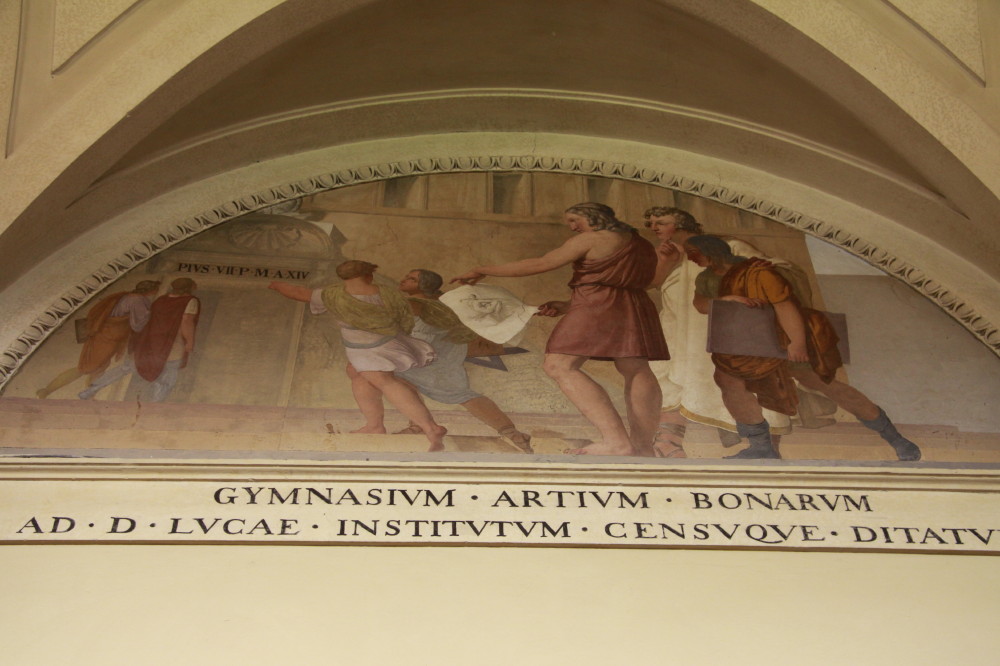 PIVS·VII·P·M·A XIV
GYMNASIVM · ARTIVM · BONARVM
AD · D · LVCAE · INSTITVTVM · CENSVQVE · DITATV